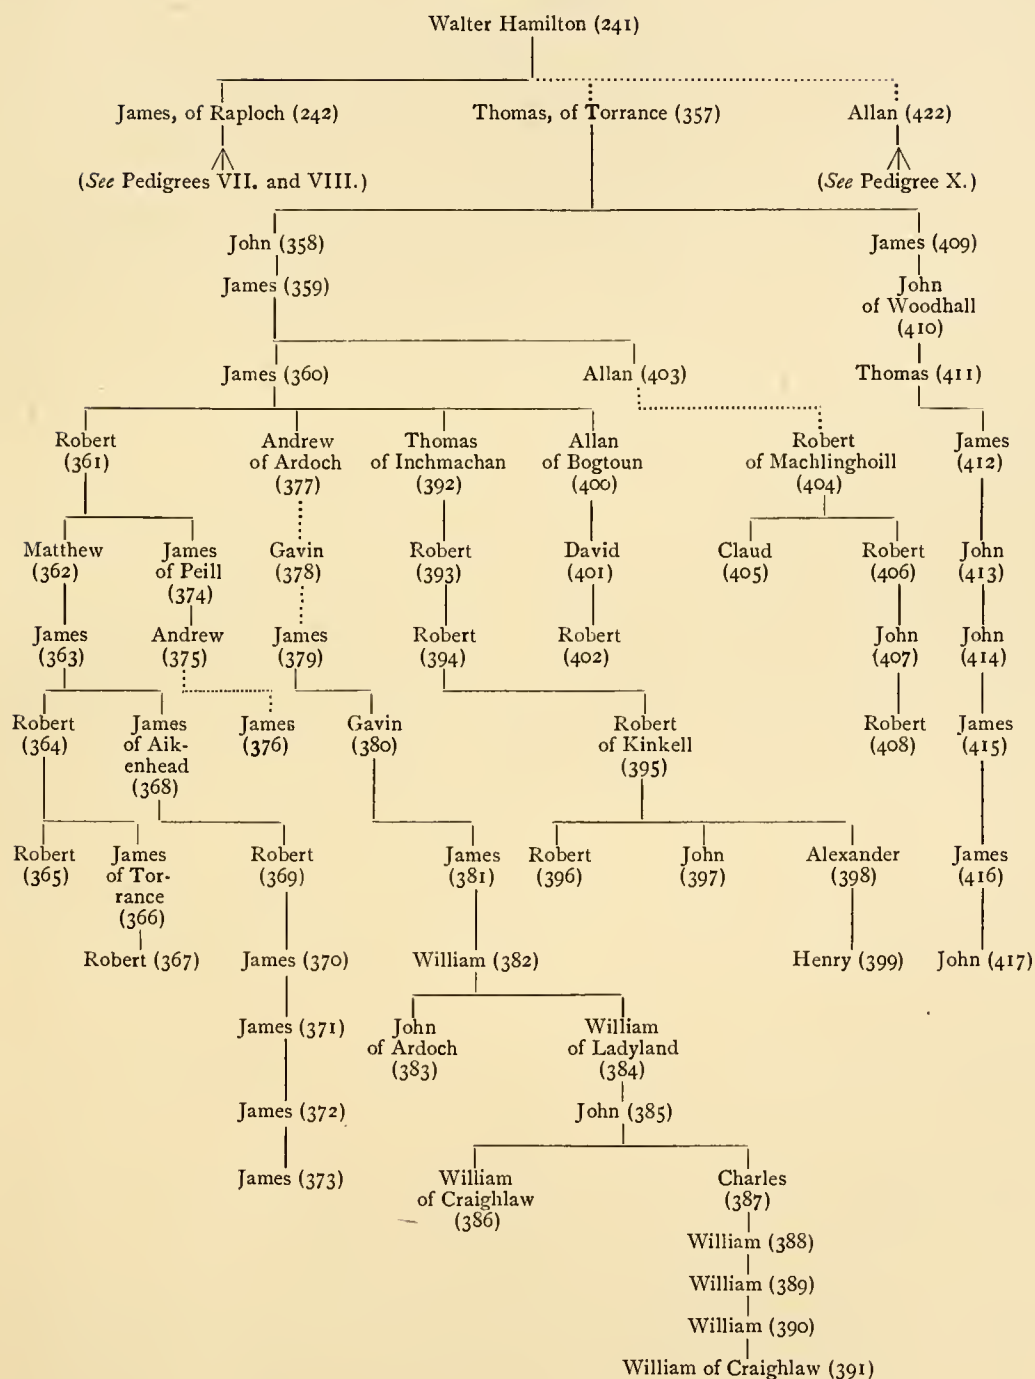 Walter Hamilton (241)
James, of Raploch (242)
Thomas, of Torrance (357)
Allan (422)
(See Pedigrees VII. and VIII.)
(See Pedigree X.)
John (358)
James (409)
James (359)
John
of Woodhall
(410)
James (360)
Allan (403)
Thomas (411)
Robert
(361)
Andrew
of Ardoch
(377)
Thomas
of Inchmachan
(392)
Allan
of Bogtoun
(400)
Robert
of Machlinghoill
(404)
James
(412)
Matthew
(362)
James
of Peill
(374)
Gavin
(378)
Robert
(393)
David
(401)
Claud
(405)
Robert
(406)
John
(413)
James
(363)
Andrew
(375)
James
(379)
Robert
(394)
Robert
(402)
John
(407)
John
(414)
Robert
(364)
James
of Aik-
enhead
(368)
James
(376)
Gavin
(380)
Robert
of Kinkell
(395)
Robert
(408)
James
(415)
Robert
(365)
James
of Tor-
rance
(366)
Robert
(369)
James
(381)
Robert
(396)
John
(397)
Alexander
(398)
James
(416)
Robert (367)
James (370)
William (382)
Henry (399)
John (417)
James (371)
John
of Ardoch
(383)
William
of Ladyland
(384)
James (372)
John (385)
James (373)
William
of Craighlaw
(386)
Charles
(387)
William (388)
William (389)
William (390)
William of Craighlaw (391)